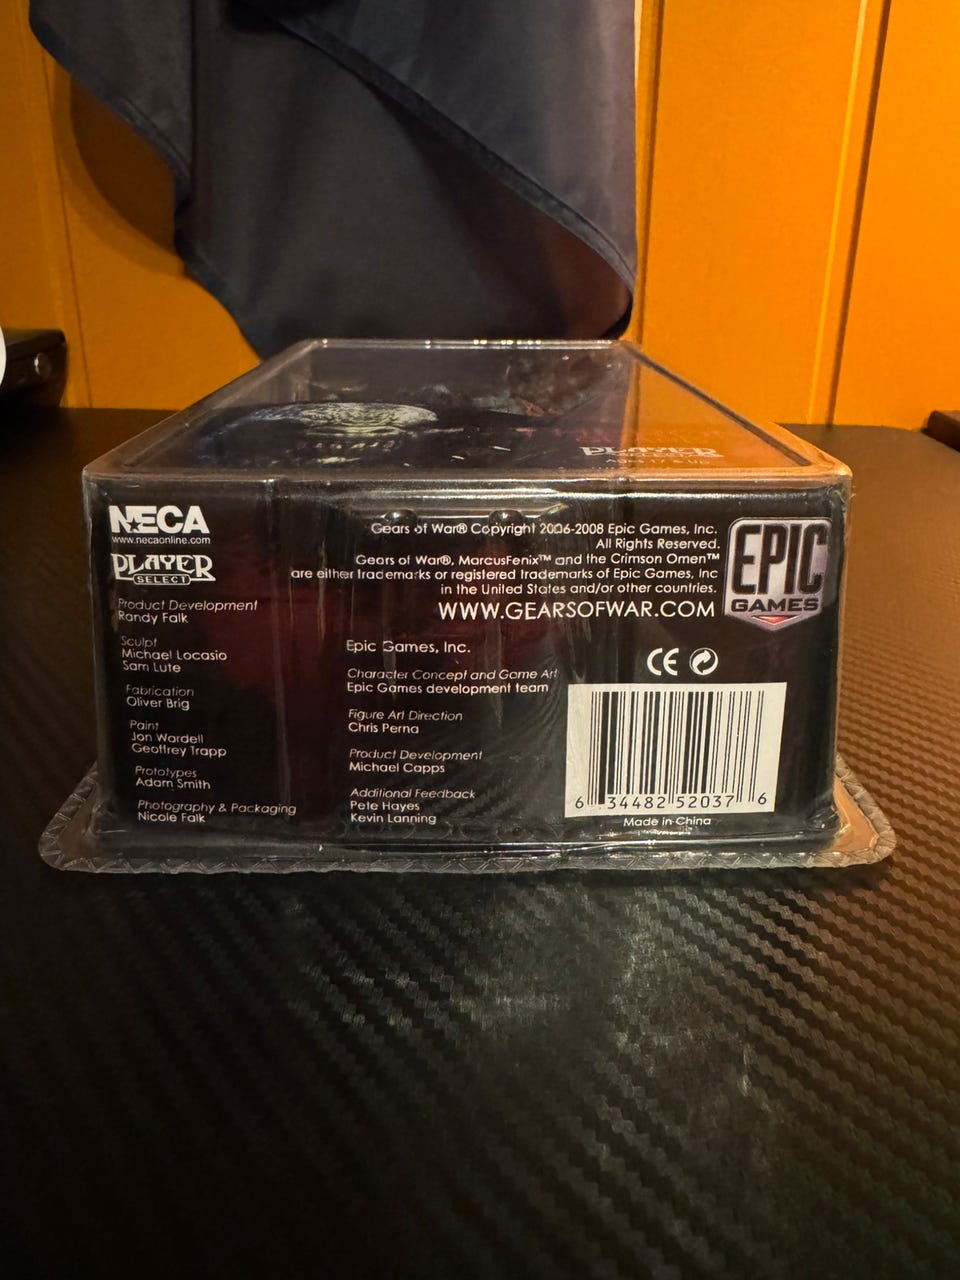 PLAYER
NECA
www.necaonline.com
PLAYER
SELECT
Product Development
Randy Falk
Sculpt
Michael Locasio
Sam Lute
Fabrication
Oliver Brig
Paint
Jon Wardell
Geoffrey Trapp
Prototypes
Adam Smith
Photography & Packaging
Nicole Falk
Gears of War® Copyright 2006-2008 Epic Games, Inc.
All Rights Reserved.
Gears of War®, MarcusFenix™ and the Crimson Omen™
are either trademarks or registered trademarks of Epic Games, Inc
in the United States and/or other countries.
WWW.GEARSOFWAR.COM
EPIC
GAMES
Epic Games, Inc.
Character Concept and Game Art
Epic Games development team
Figure Art Direction
Chris Perna
Product Development
Michael Capps
Additional Feedback
Pete Hayes
Kevin Lanning
CE
6 34482 52037 6
Made in China